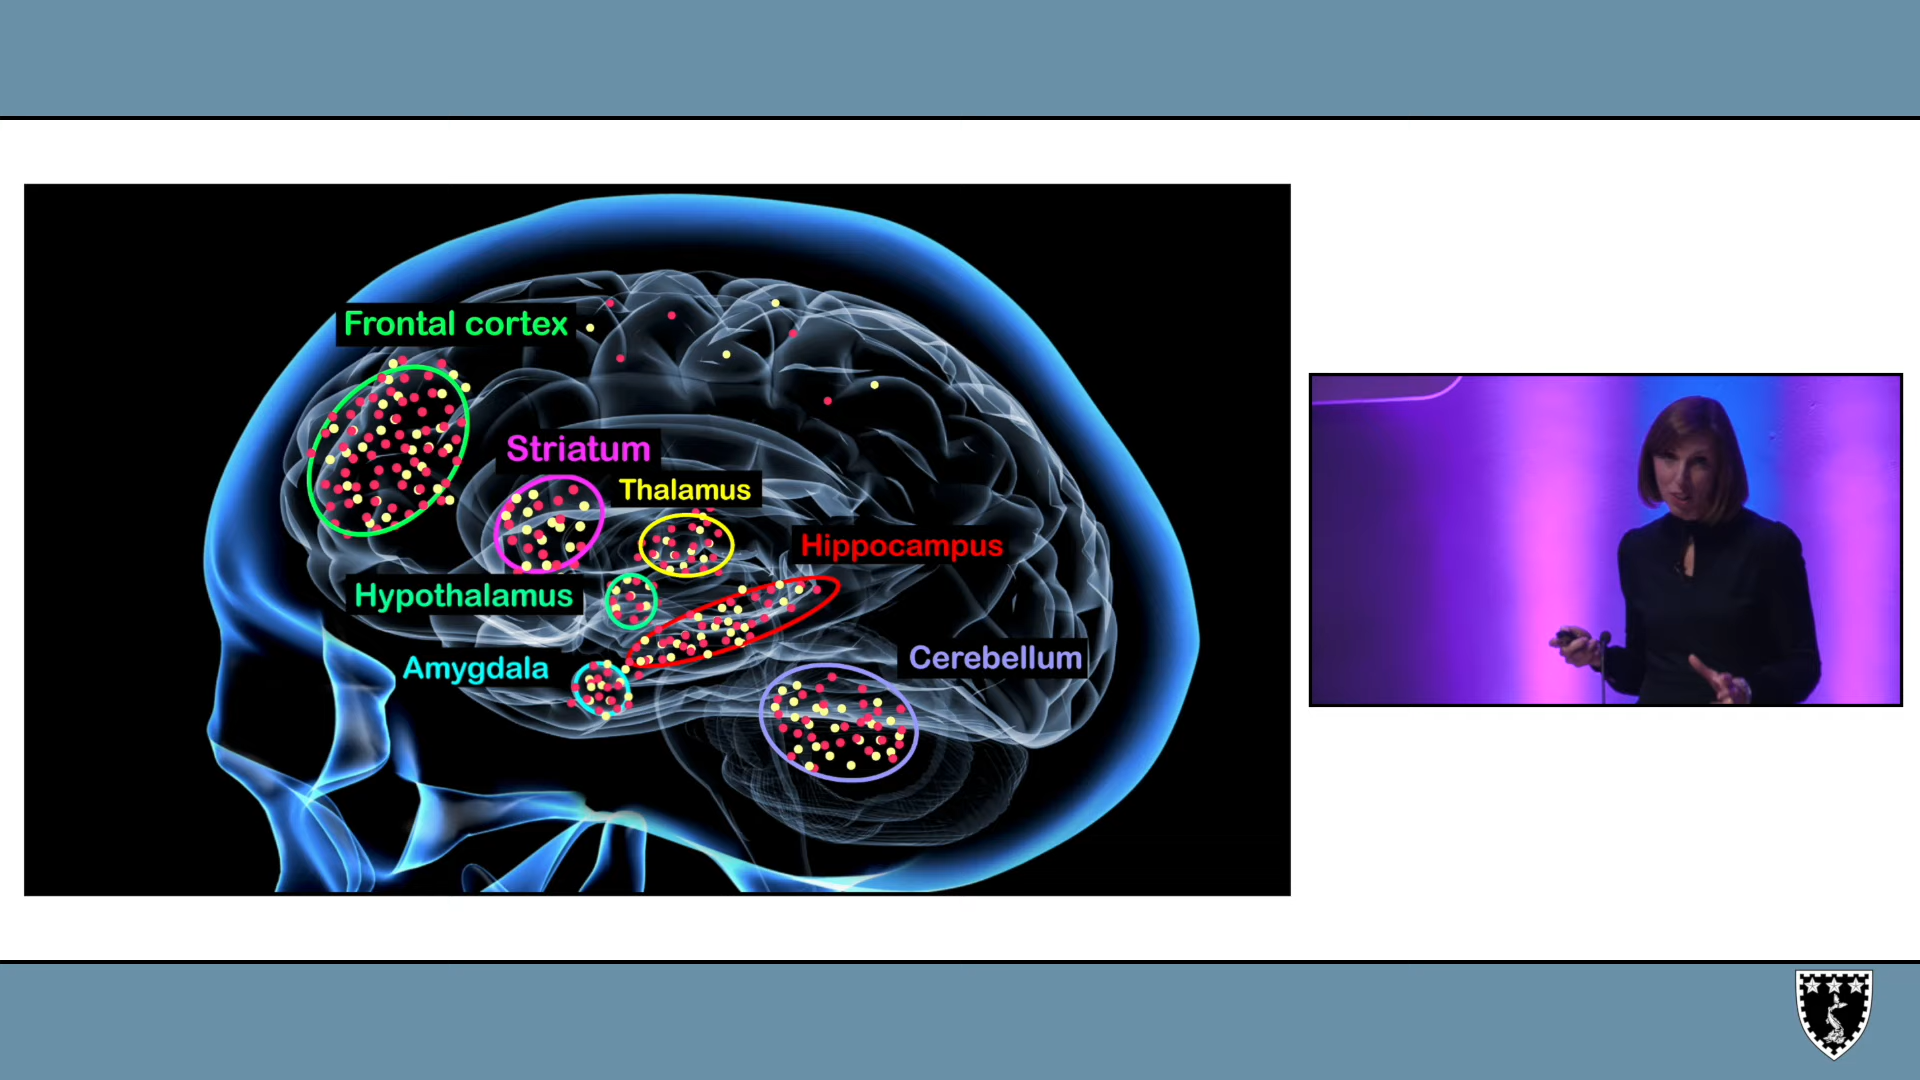 Frontal cortex
Striatum
Thalamus
Hippocampus
Hypothalamus
Cerebellum
Amygdala